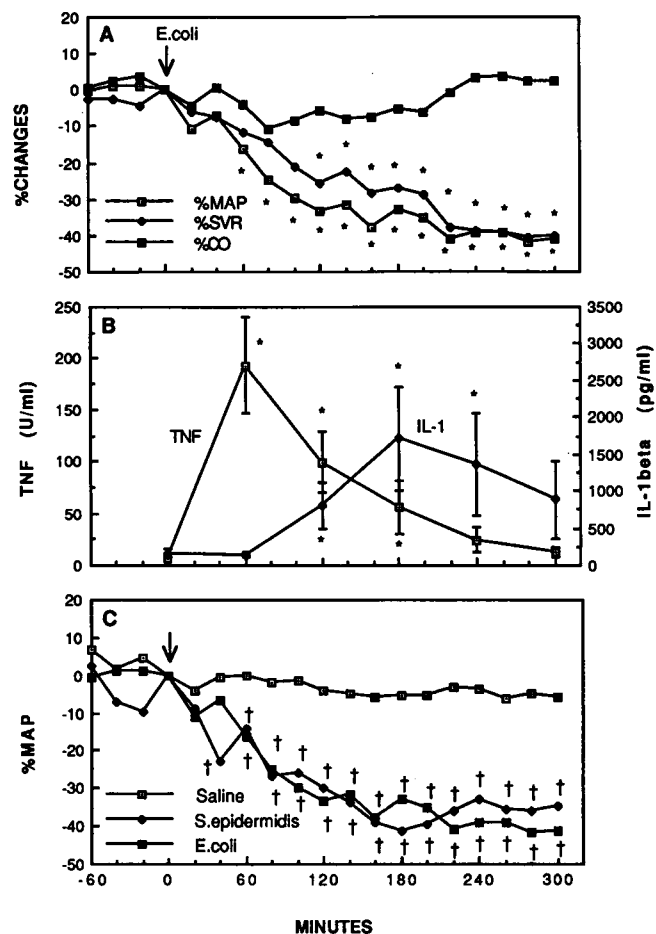 A
E.coli
20
10
0
-10
-20
-30
-40
-50
%CHANGES
%MAP
%SVR
%CO
B
250
200
150
100
50
0
TNF (U/ml)
TNF
IL-1
3500
3000
2500
2000
1500
1000
500
0
IL-1beta (pg/ml)
C
20
10
0
-10
-20
-30
-40
-50
%MAP
Saline
S.epidermidis
E.coli
-60 0 60 120 180 240 300
MINUTES